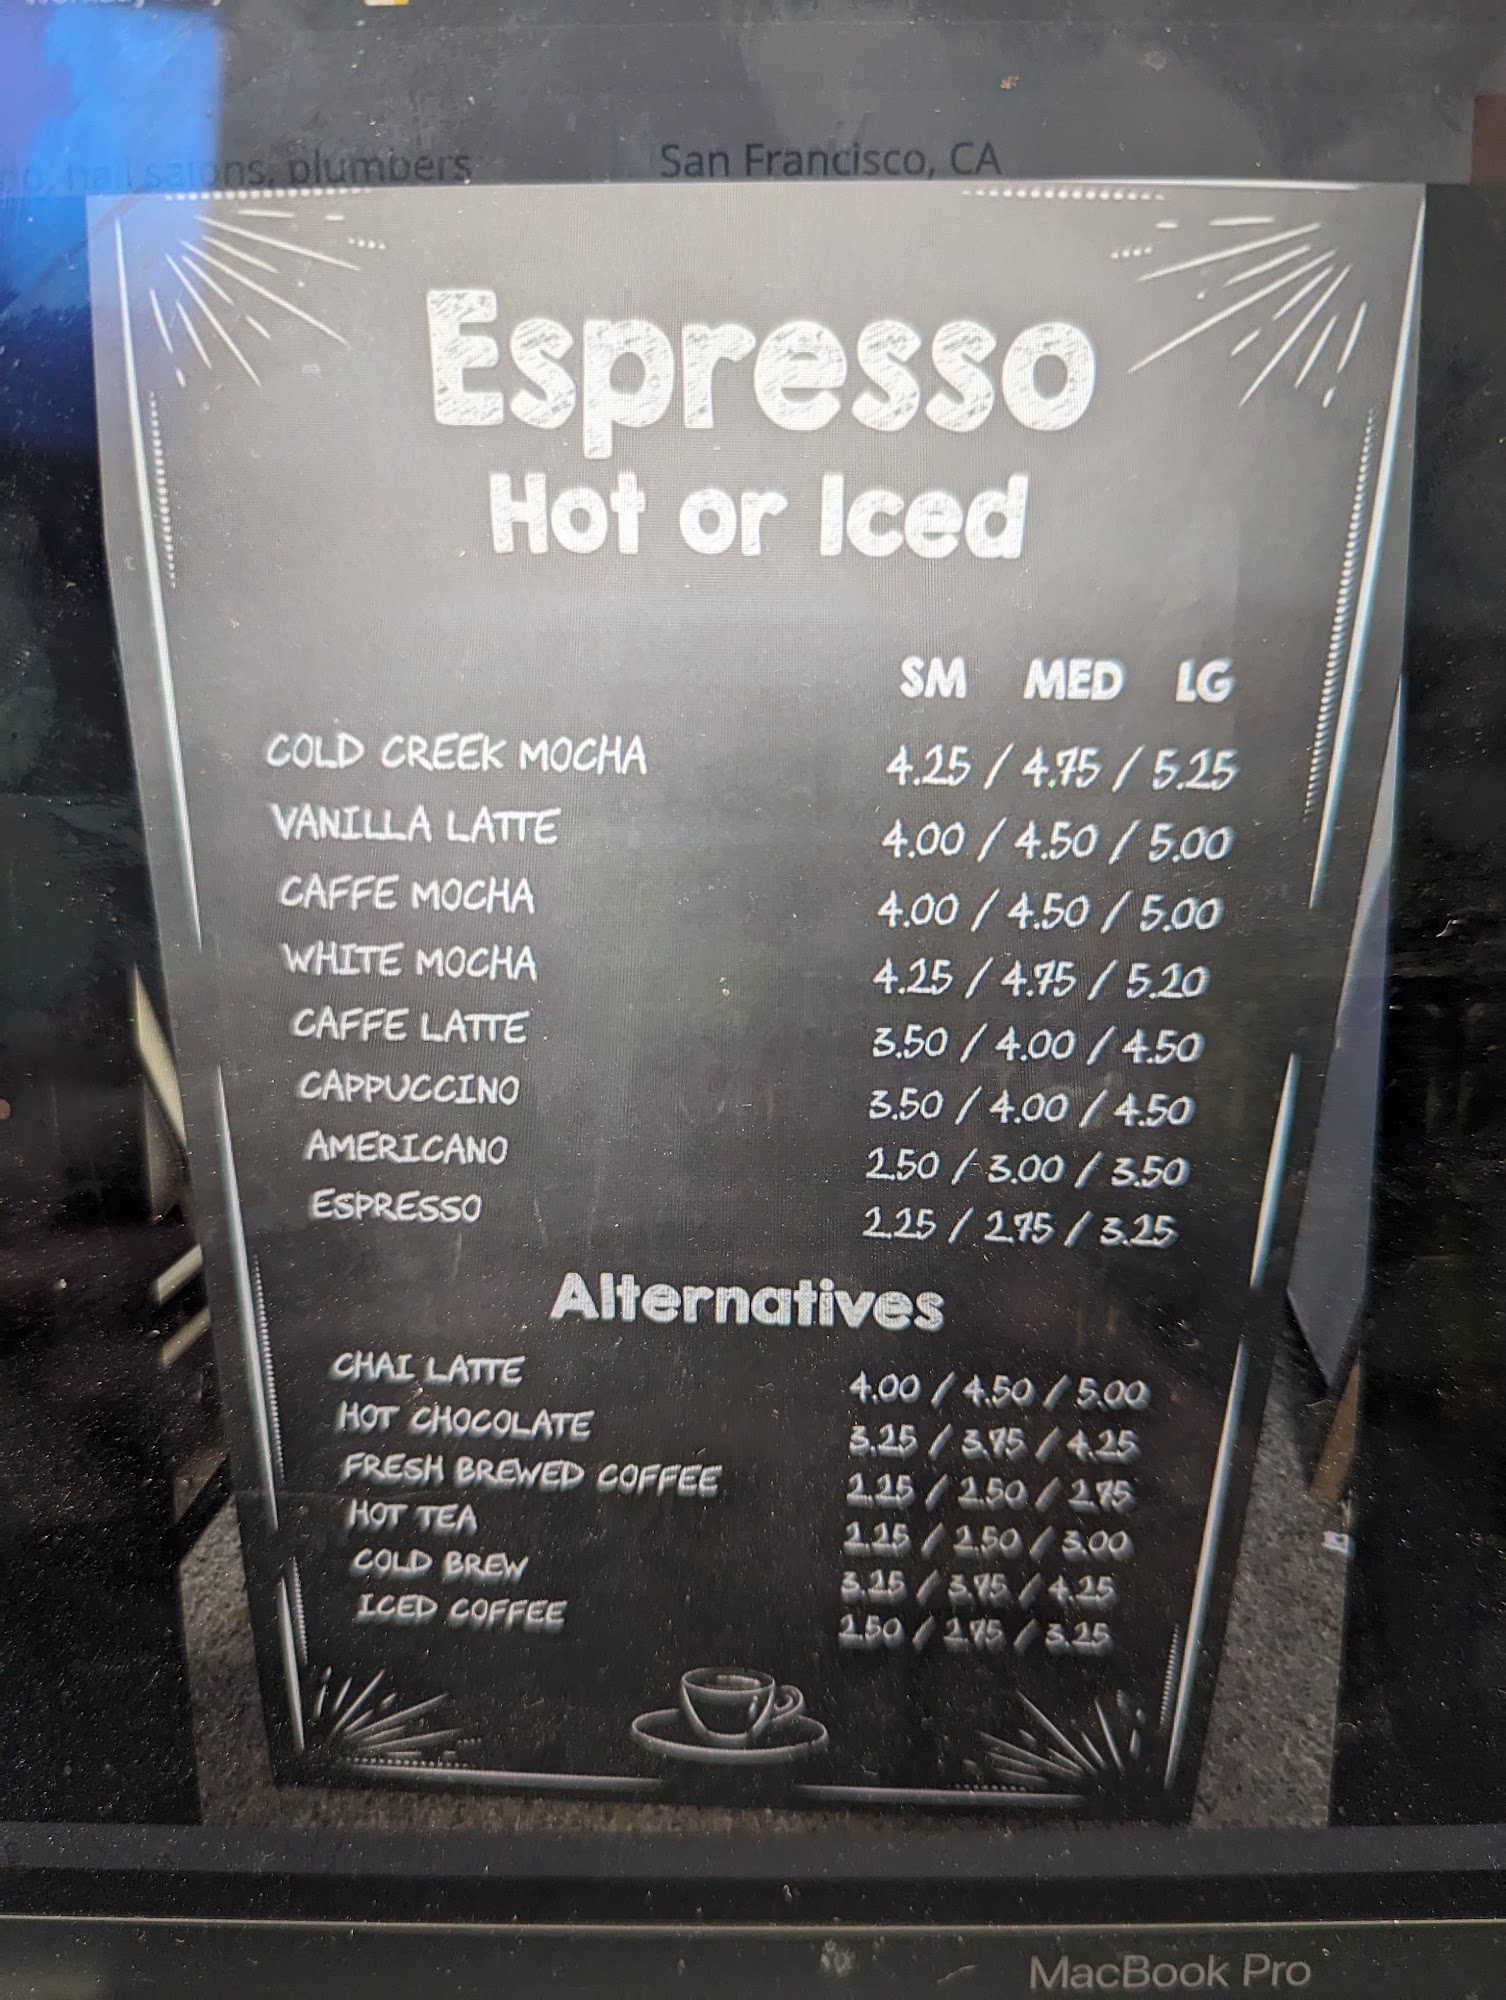 nail salons, plumbers San Francisco, CA
Espresso
Hot or Iced
SM MED LG
COLD CREEK MOCHA 4.25 / 4.75 / 5.25
VANILLA LATTE 4.00 / 4.50 / 5.00
CAFFE MOCHA 4.00 / 4.50 / 5.00
WHITE MOCHA 4.25 / 4.75 / 5.20
CAFFE LATTE 3.50 / 4.00 / 4.50
CAPPUCCINO 3.50 / 4.00 / 4.50
AMERICANO 2.50 / 3.00 / 3.50
ESPRESSO 2.25 / 2.75 / 3.25
Alternatives
CHAI LATTE 4.00 / 4.50 / 5.00
HOT CHOCOLATE 3.25 / 3.75 / 4.25
FRESH BREWED COFFEE 2.25 / 2.50 / 2.75
HOT TEA 2.25 / 2.50 / 3.00
COLD BREW 3.25 / 3.75 / 4.25
ICED COFFEE 2.50 / 2.75 / 3.25
MacBook Pro